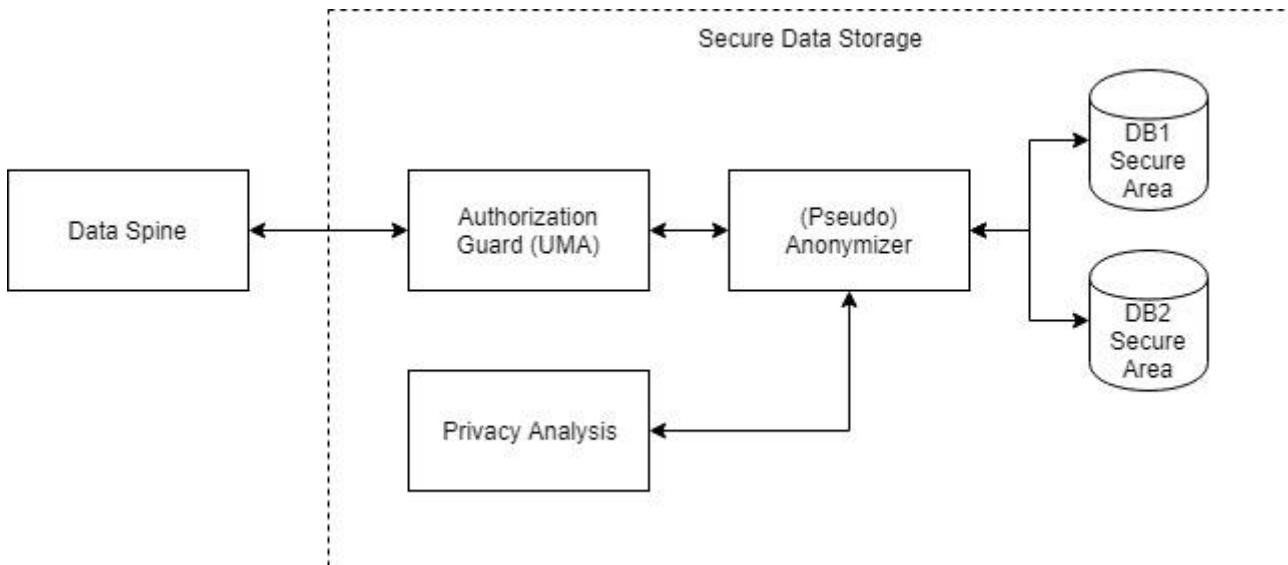 Secure Data Storage
Data Spine
Authorization
Guard (UMA)
(Pseudo)
Anonymizer
DB1
Secure
Area
DB2
Secure
Area
Privacy Analysis